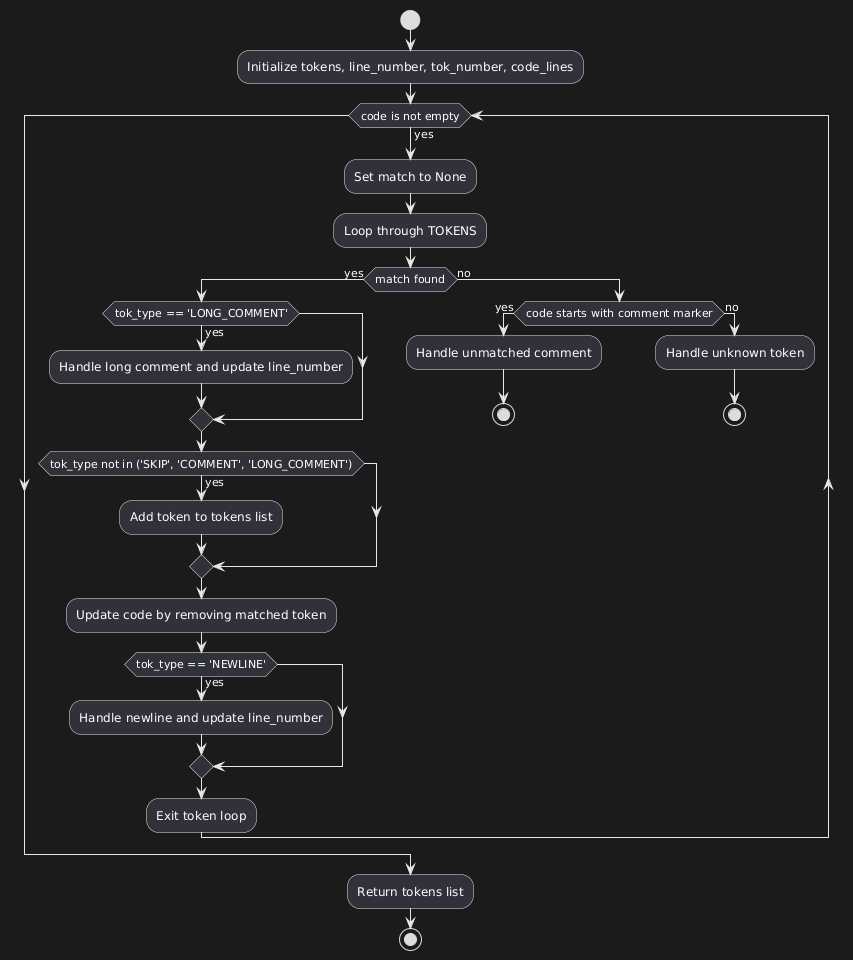 Initialize tokens, line_number, tok_number, code_lines
code is not empty
yes
Set match to None
Loop through TOKENS
yes
match found
no
tok_type == 'LONG_COMMENT'
yes
Handle long comment and update line_number
yes
code starts with comment marker
no
Handle unmatched comment
Handle unknown token
tok_type not in ('SKIP', 'COMMENT', 'LONG_COMMENT')
yes
Add token to tokens list
Update code by removing matched token
tok_type == 'NEWLINE'
yes
Handle newline and update line_number
Exit token loop
Return tokens list